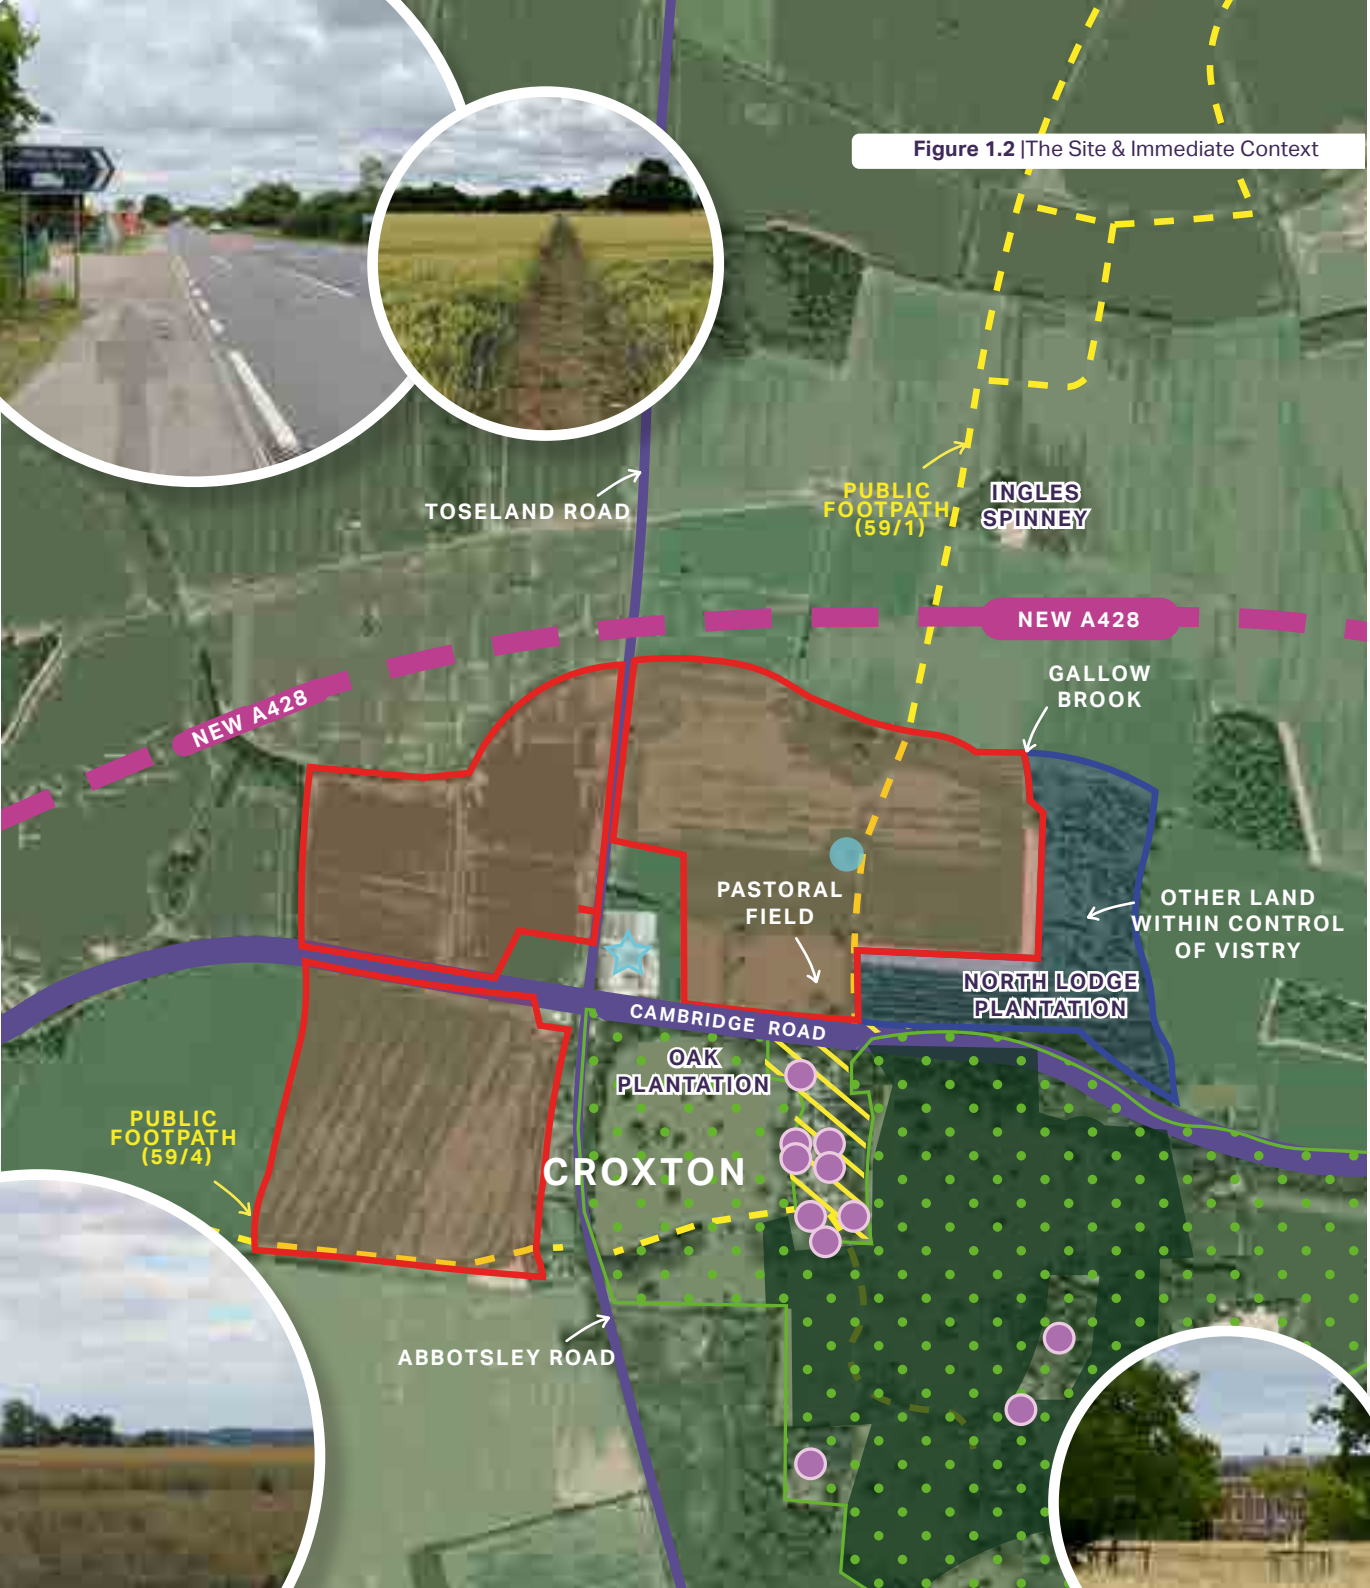 Figure 1.2 |The Site & Immediate Context
TOSELAND ROAD
PUBLIC
FOOTPATH
(59/1)
INGLES
SPINNEY
NEW A428
GALLOW
BROOK
NEW A428
PASTORAL
FIELD
OTHER LAND
WITHIN CONTROL
OF VISTRY
NORTH LODGE
PLANTATION
CAMBRIDGE ROAD
OAK
PLANTATION
PUBLIC
FOOTPATH
(59/4)
CROXTON
ABBOTSLEY ROAD